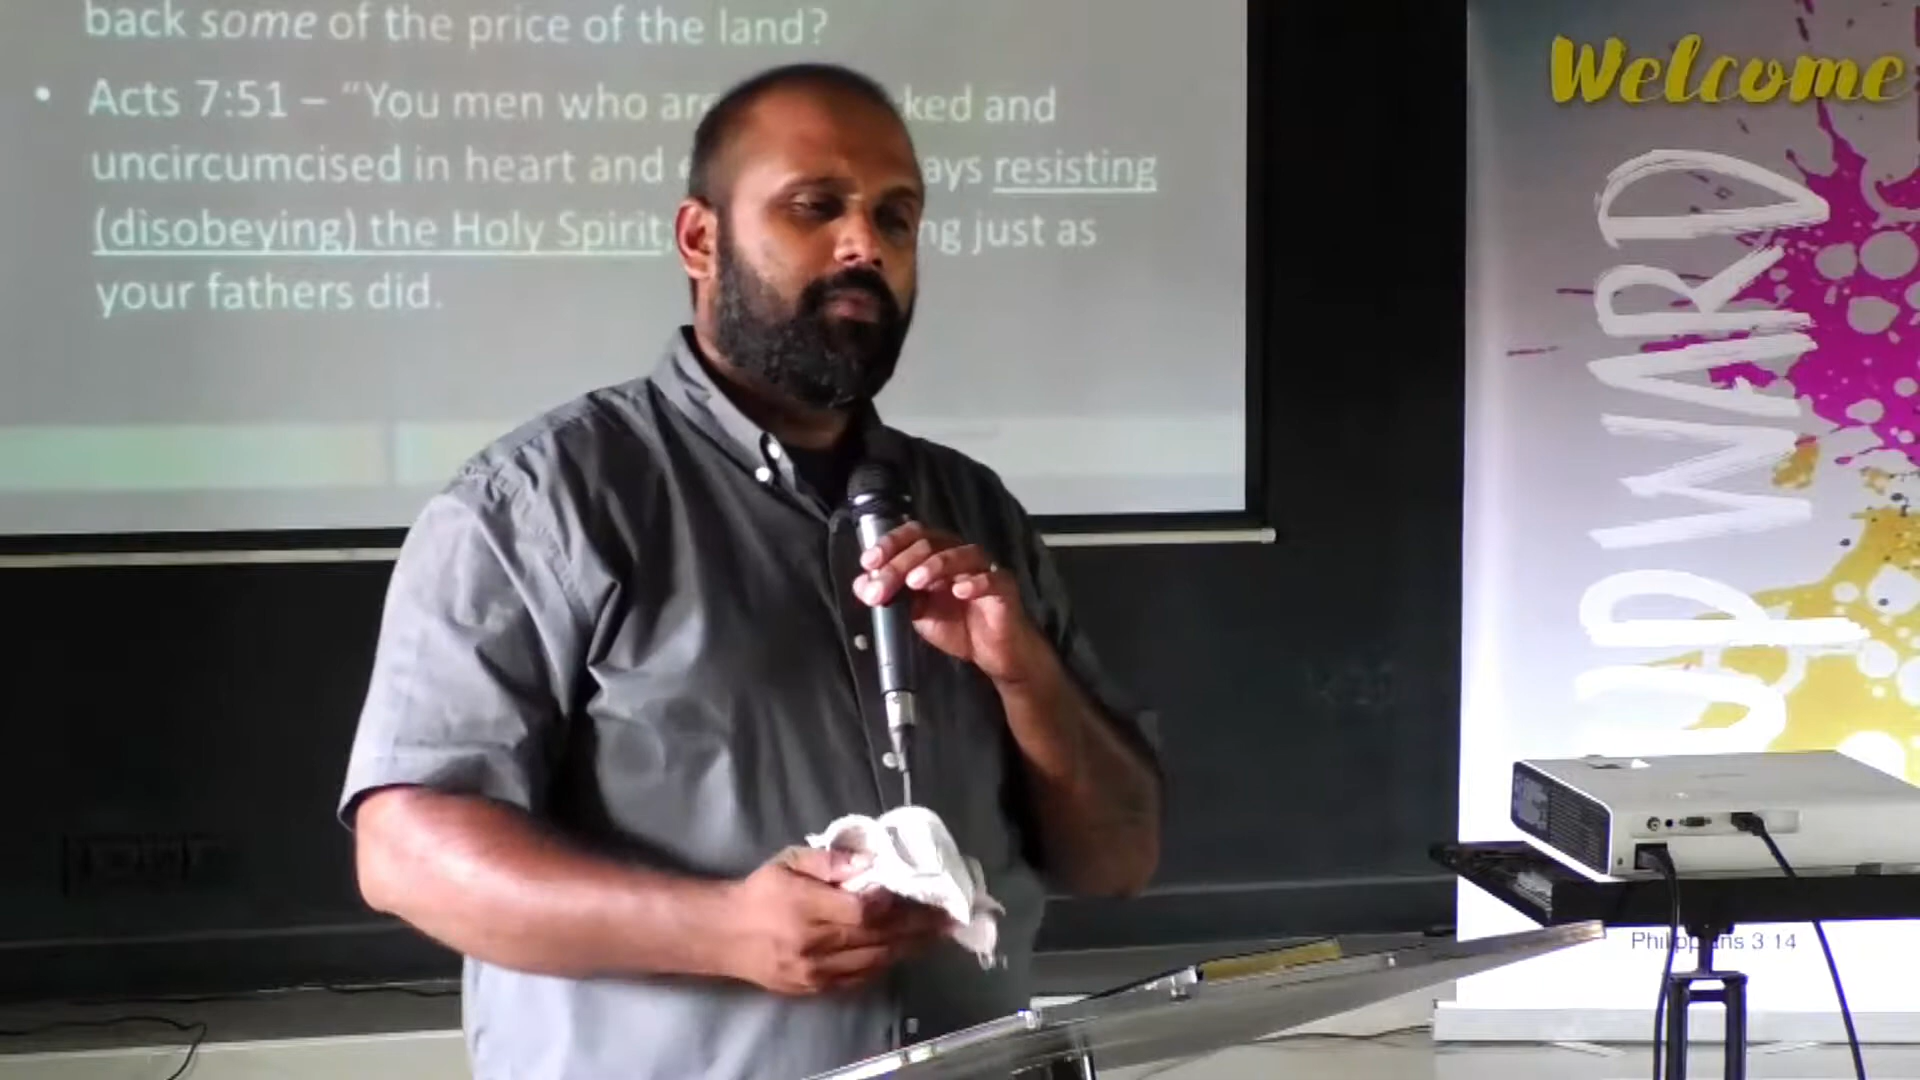 back some of the price of the land?
• Acts 7:51 – “You men who are ked and
uncircumcised in heart and ays resisting
(disobeying) the Holy Spirit; ng just as
your fathers did.
Welcome
UPWARD
Philippians 3 14